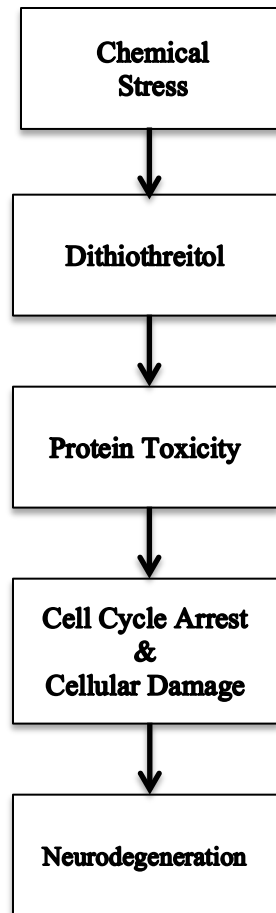 Chemical
Stress
Dithiothreitol
Protein Toxicity
Cell Cycle Arrest
&
Cellular Damage
Neurodegeneration